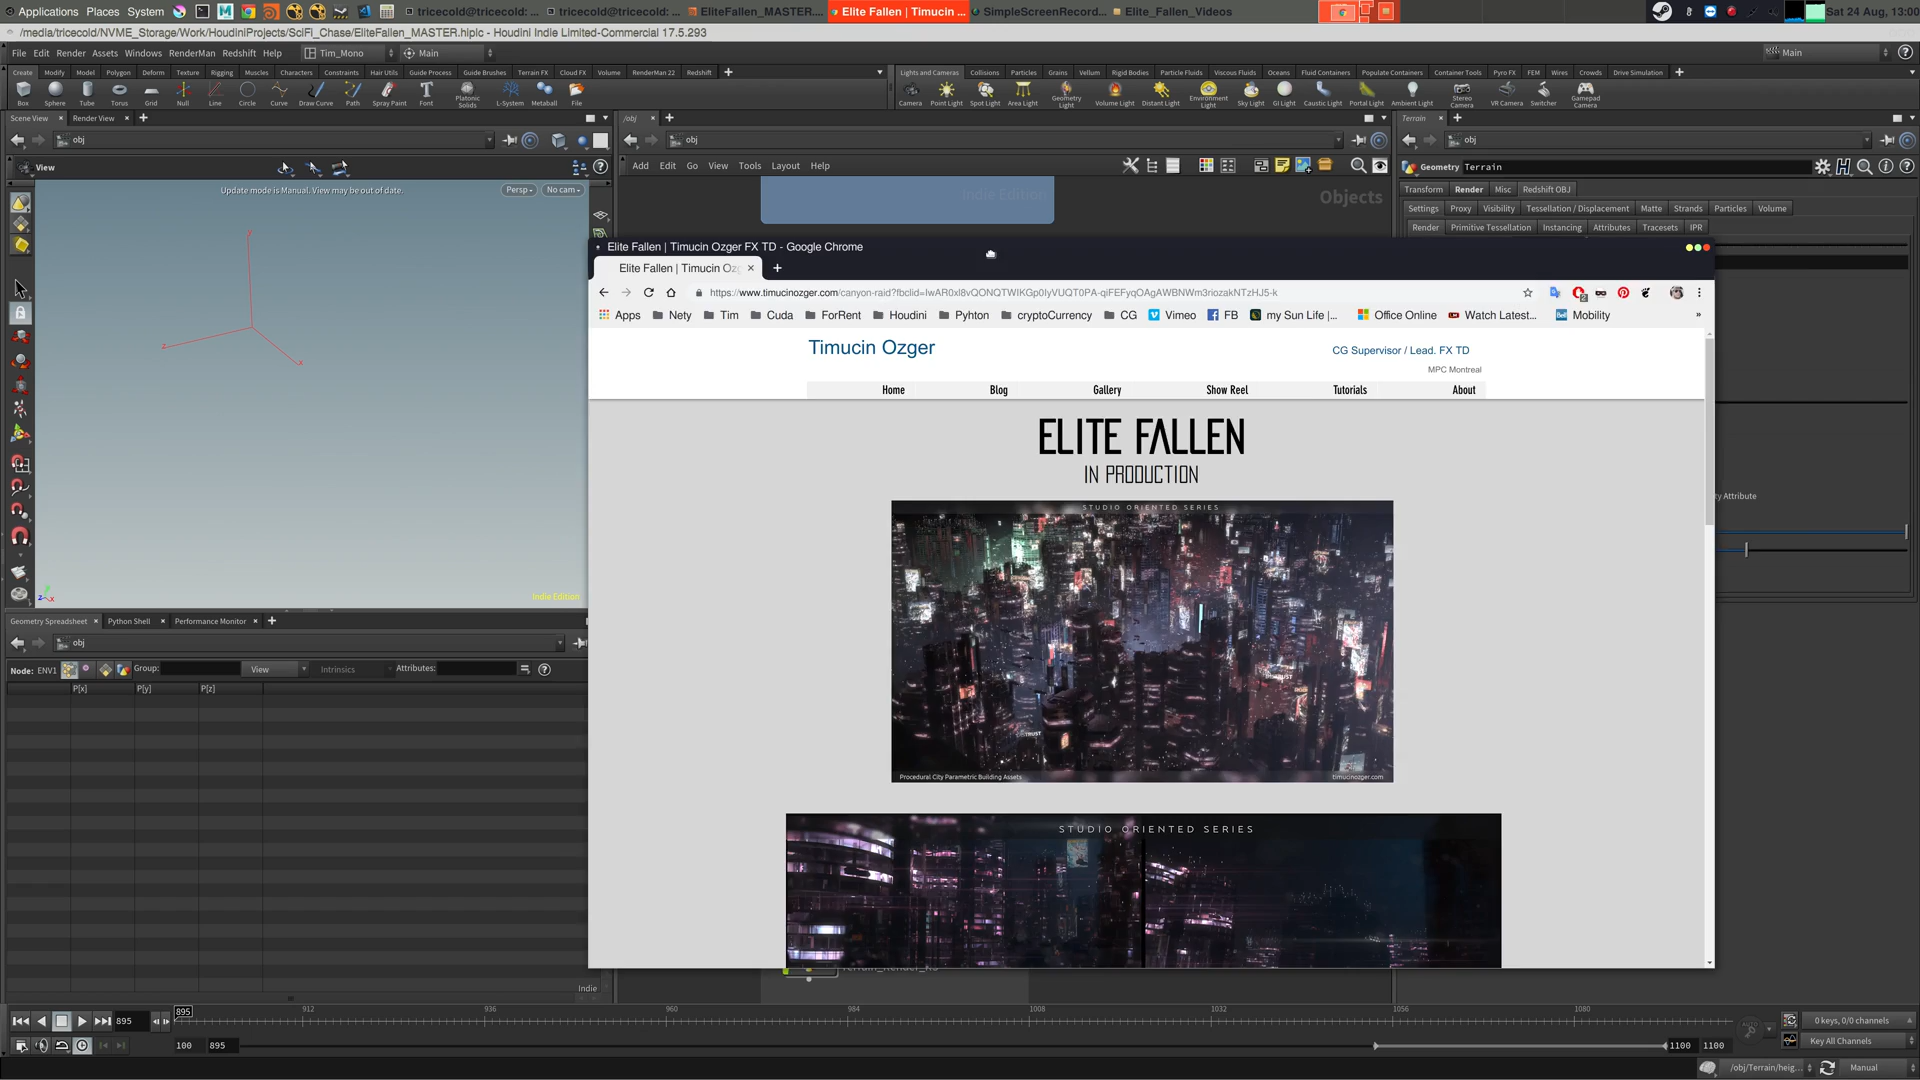 Applications Places System
tricecold@tricecold: ...
tricecold@tricecold: ...
EliteFallen_MASTER....
Elite Fallen | Timucin ...
SimpleScreenRecord...
Elite_Fallen_Videos
Sat 24 Aug, 13:00
/media/tricecold/NVME_Storage/Work/HoudiniProjects/SciFi_Chase/EliteFallen_MASTER.hiplc - Houdini Indie Limited-Commercial 17.5.293
File Edit Render Assets Windows RenderMan Redshift Help Tim_Mono Main Main
Create Modify Model Polygon Deform Texture Rigging Muscles Characters Constraints Hair Utils Guide Process Guide Brushes Terrain FX Cloud FX Volume RenderMan 22 Redshift
Lights and Cameras Collisions Particles Grains Vellum Rigid Bodies Particle Fluids Viscous Fluids Oceans Fluid Containers Populate Containers Container Tools Pyro FX FEM Wires Crowds Drive Simulation
Box Sphere Tube Torus Grid Null Line Circle Curve Draw Curve Path Spray Paint Font Platonic Solids L-System Metaball File
Camera Point Light Spot Light Area Light Geometry Light Volume Light Distant Light Environment Light Sky Light GI Light Caustic Light Portal Light Ambient Light Stereo Camera VR Camera Switcher Gamepad Camera
Scene View Render View
/obj
Terrain
obj
obj
obj
View
Add Edit Go View Tools Layout Help
Geometry Terrain
Update mode is Manual. View may be out of date.
Persp
No cam
Indie Edition
Objects
Transform Render Misc Redshift OBJ
Settings Proxy Visibility Tessellation / Displacement Matte Strands Particles Volume
Render Primitive Tessellation Instancing Attributes Tracesets IPR
y
z
x
Elite Fallen | Timucin Ozger FX TD - Google Chrome
Elite Fallen | Timucin Oz
https://www.timucinozger.com/canyon-raid?fbclid=IwAR0xl8vQONQTWIKGp0IyVUQT0PA-qiFEFyqOAgAWBNWm3riozakNTzHJ5-k
Apps Nety Tim Cuda ForRent Houdini Pyhton cryptoCurrency CG Vimeo FB my Sun Life |... Office Online Watch Latest... Mobility »
Timucin Ozger
CG Supervisor / Lead. FX TD
MPC Montreal
Home Blog Gallery Show Reel Tutorials About
ELITE FALLEN
IN PRODUCTION
STUDIO ORIENTED SERIES
Procedural City Parametric Building Assets
timucinozger.com
STUDIO ORIENTED SERIES
ty Attribute
z x
Indie Edition
Geometry Spreadsheet Python Shell Performance Monitor
obj
Node: ENV1 Group: View Intrinsics Attributes:
P[x] P[y] P[z]
Indie
Terrain_Render_RS
895
895 912 936 960 984 1008 1032 1056 1080
0 keys, 0/0 channels
100 895
1100 1100
Key All Channels
/obj/Terrain/heig...
Manual